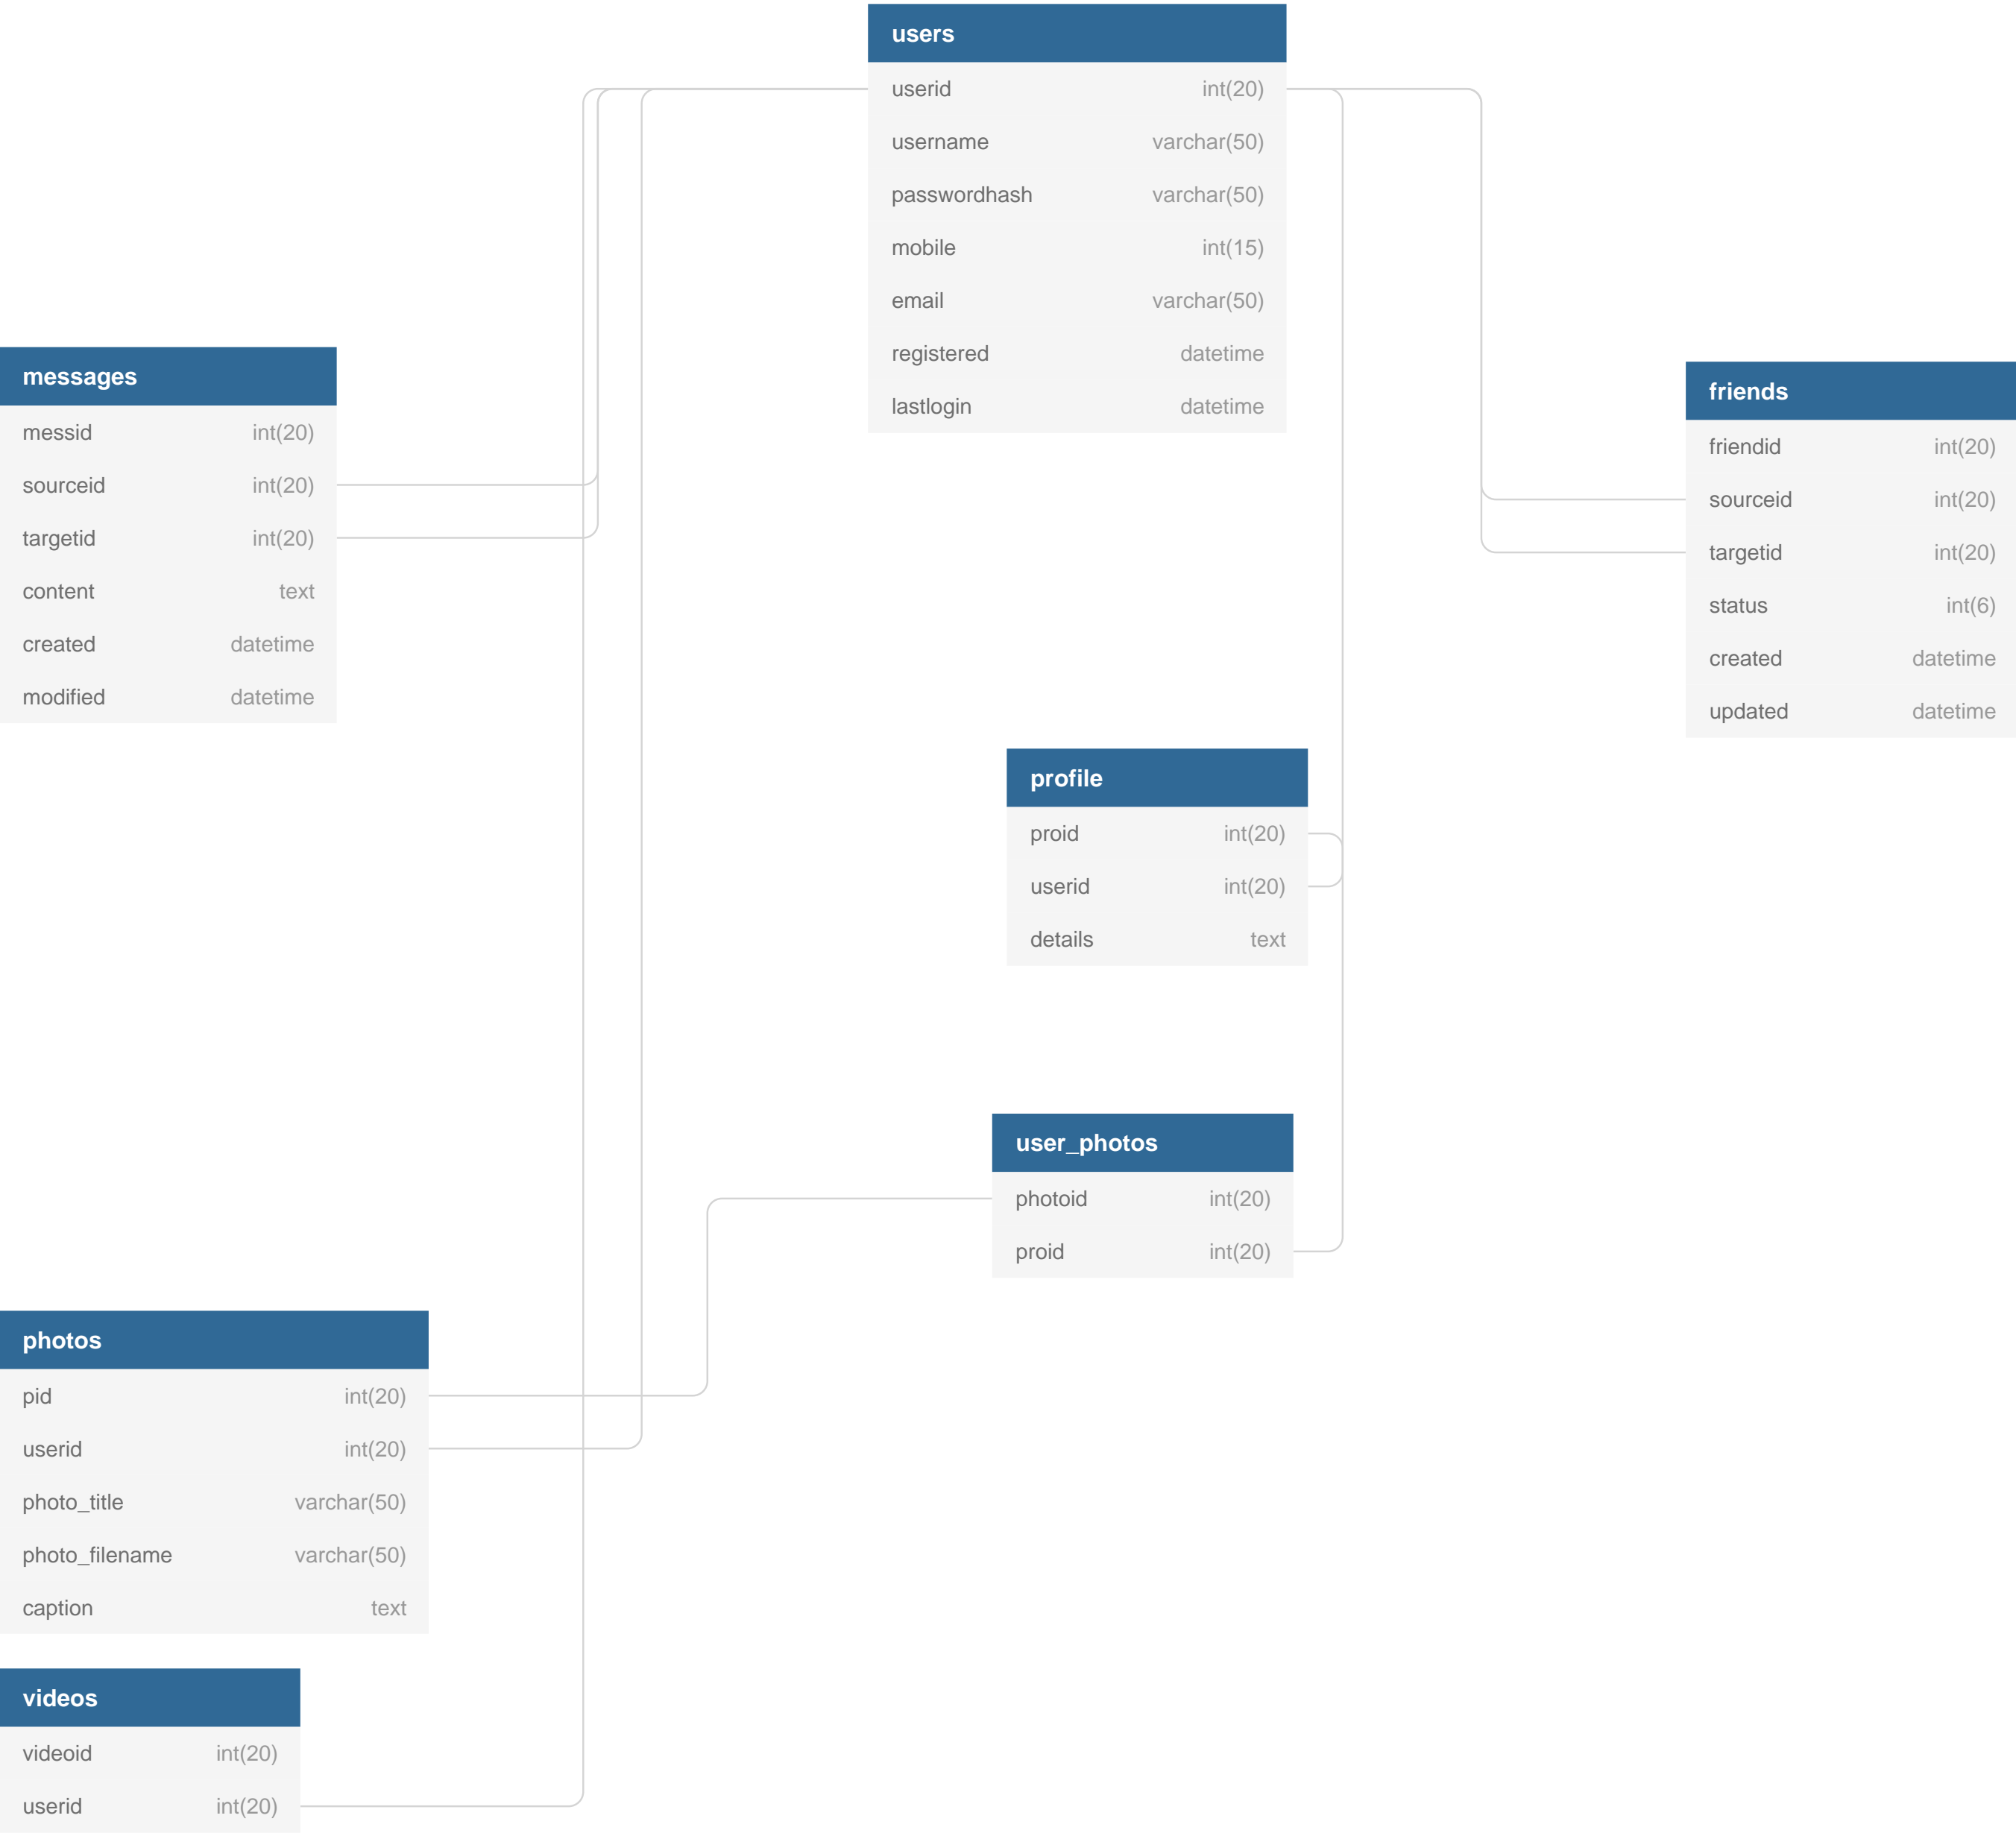 users
userid int(20)
username varchar(50)
passwordhash varchar(50)
mobile int(15)
email varchar(50)
registered datetime
lastlogin datetime
messages
messid int(20)
sourceid int(20)
targetid int(20)
content text
created datetime
modified datetime
friends
friendid int(20)
sourceid int(20)
targetid int(20)
status int(6)
created datetime
updated datetime
profile
proid int(20)
userid int(20)
details text
user_photos
photoid int(20)
proid int(20)
photos
pid int(20)
userid int(20)
photo_title varchar(50)
photo_filename varchar(50)
caption text
videos
videoid int(20)
userid int(20)